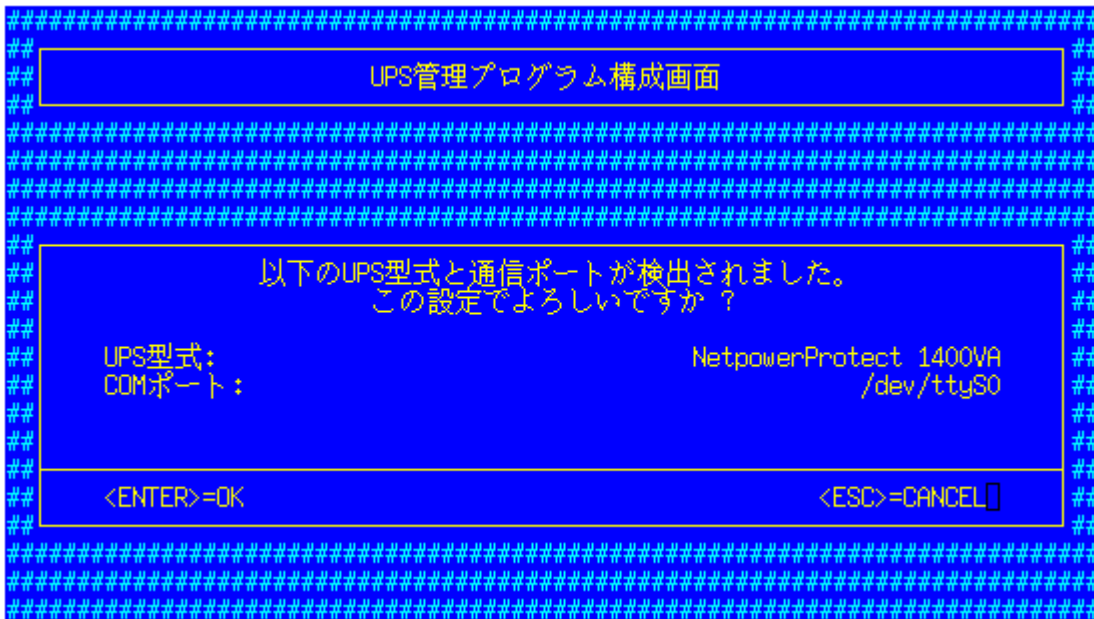 UPS管理プログラム構成画面
以下のUPS型式と通信ポートが検出されました。
この設定でよろしいですか ?
UPS型式: NetpowerProtect 1400VA
COMポート: /dev/ttyS0
<ENTER>=OK <ESC>=CANCEL